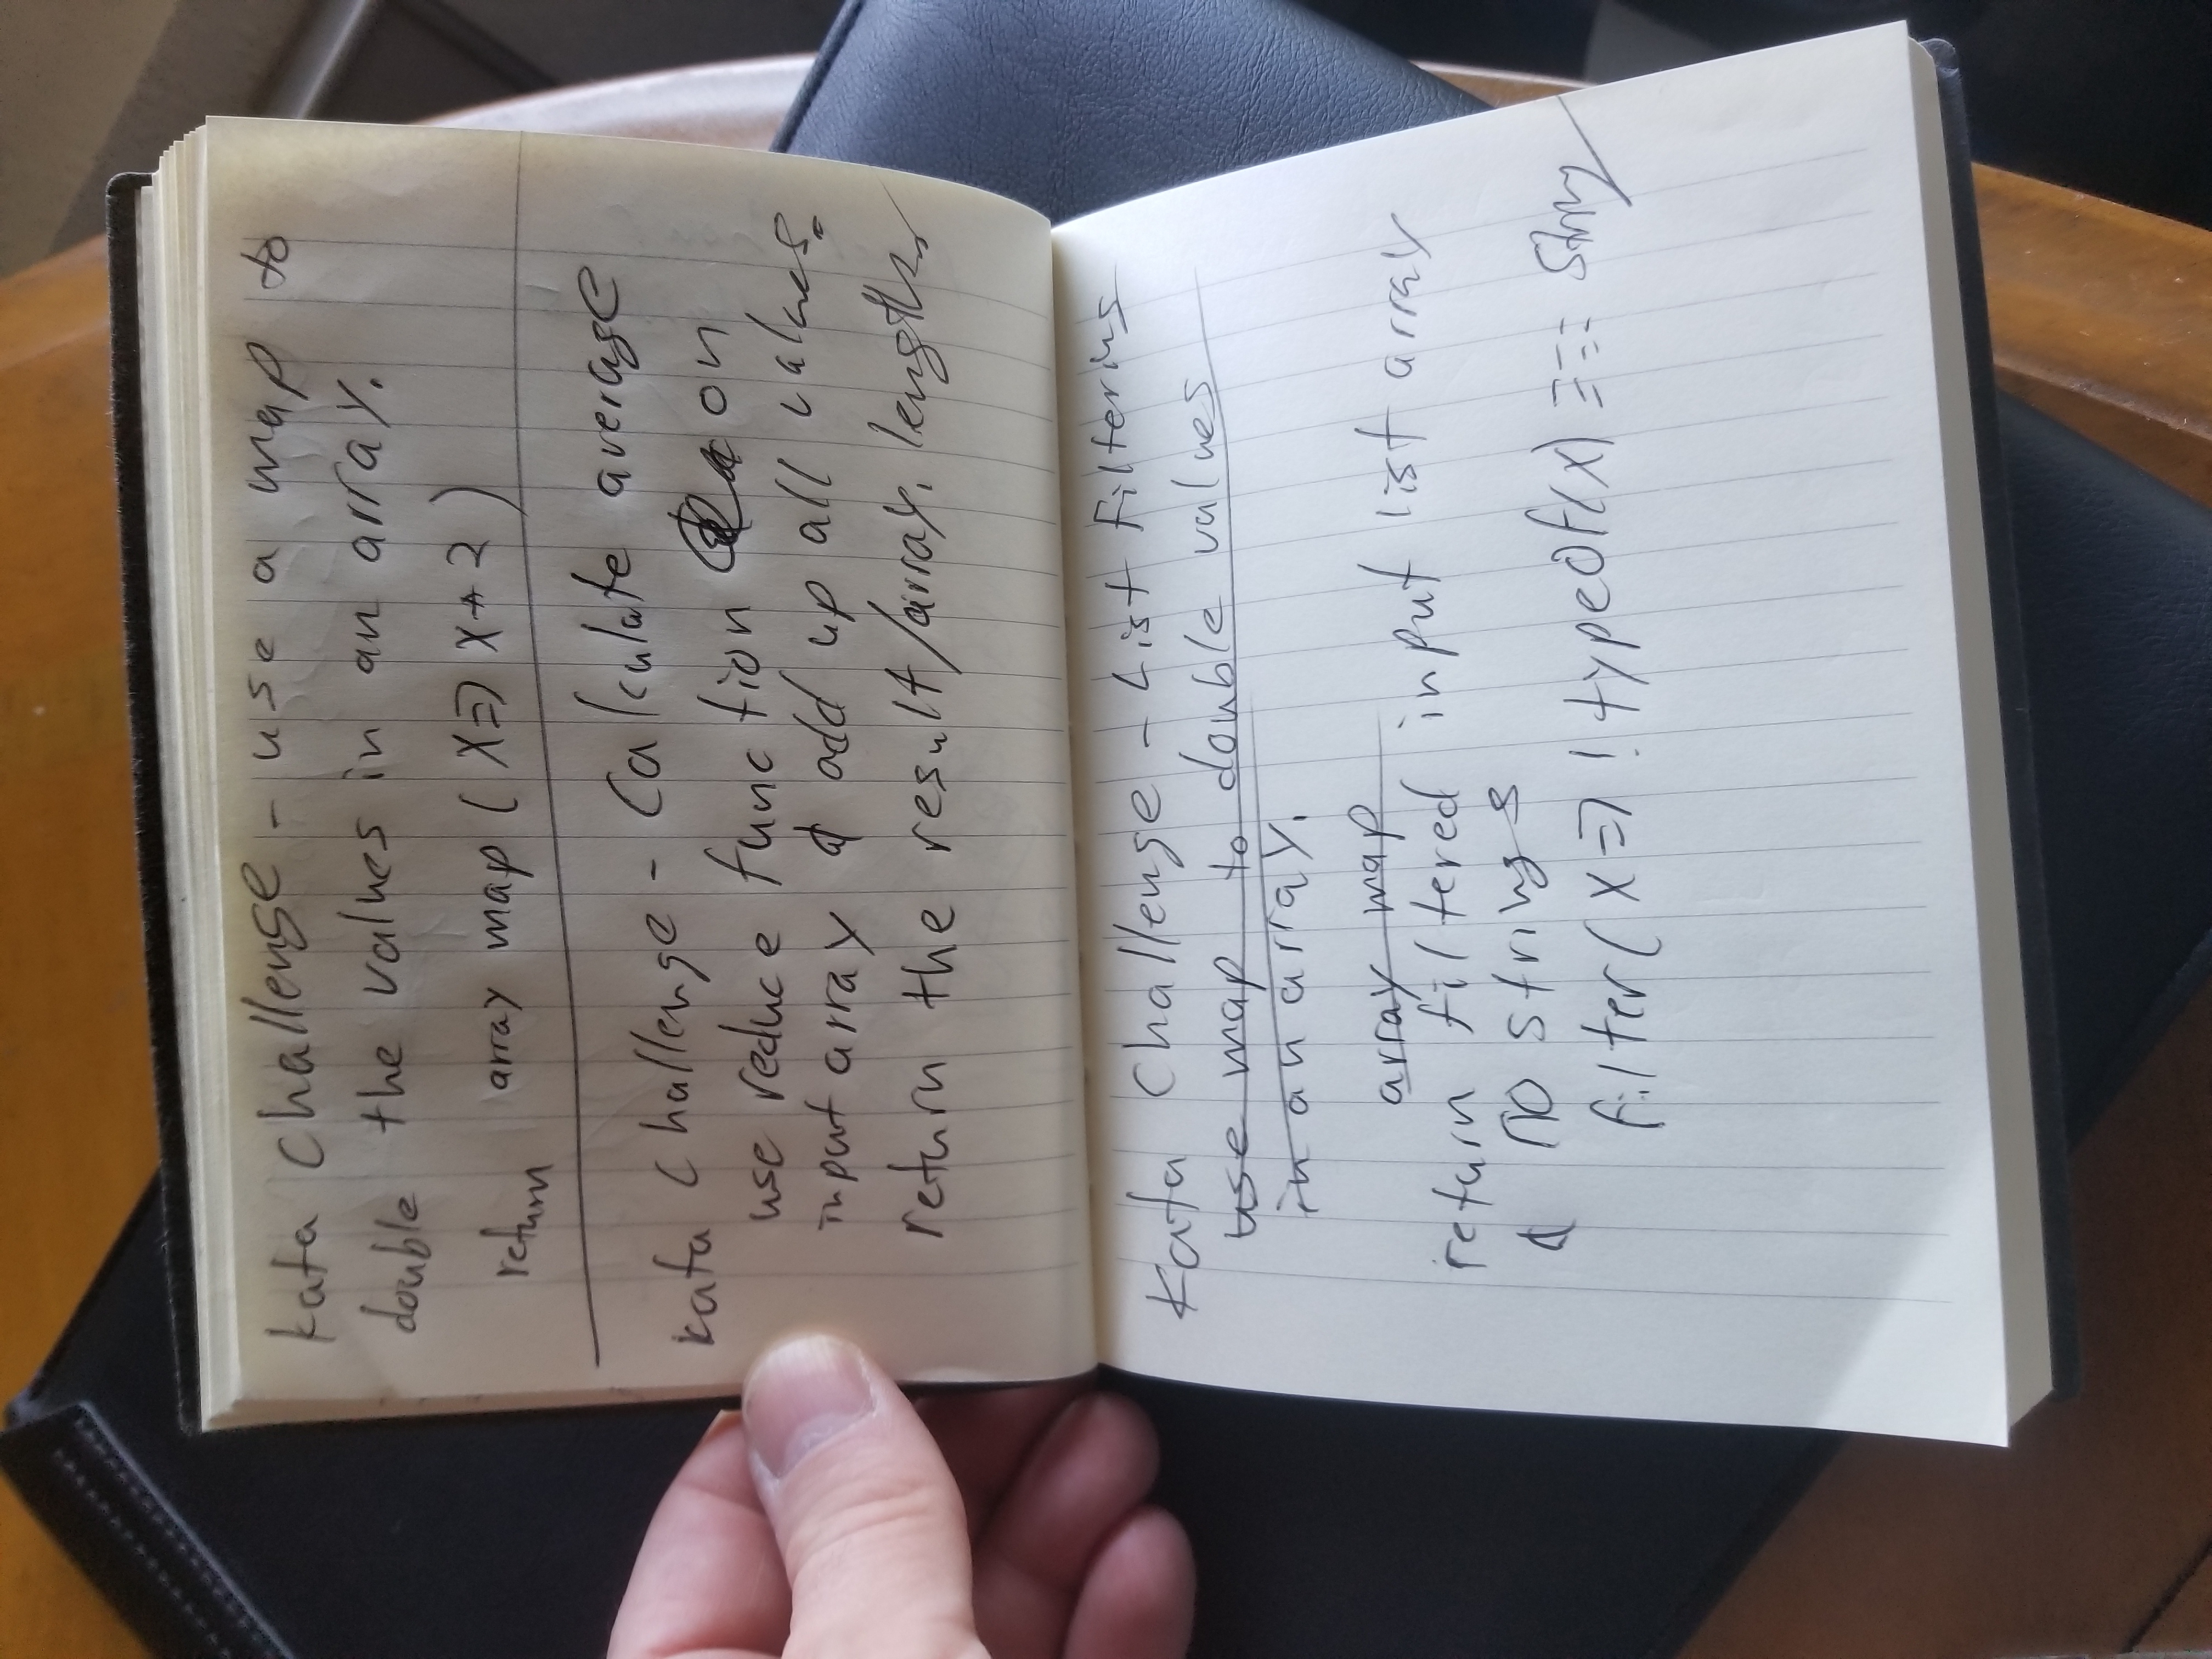 kata challenge - use a map to
double the values in an array.
return array map (x => x * 2)
kata challenge - Calculate average
use reduce function on
input array & add up all values.
return the result/array.length
Kata Challenge - List Filtering
use map to double values
in an array.
array map
return filtered input list array
& no strings
filter(x => ! typeof(x) === String